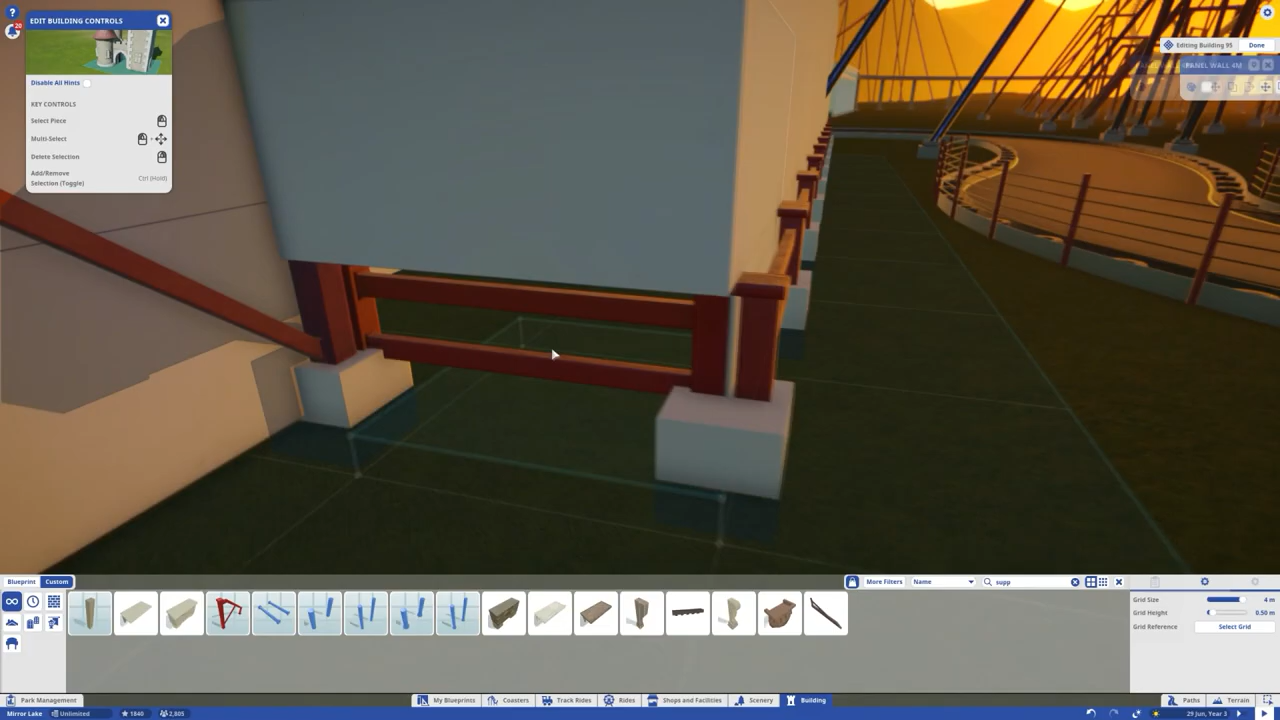 ?
20
EDIT BUILDING CONTROLS
Disable All Hints
KEY CONTROLS
Select Piece
Multi-Select
Delete Selection
Add/Remove
Selection (Toggle)
Ctrl (Hold)
Editing Building 95
Done
PANEL WALL 4M
Blueprint
Custom
More Filters
Name
supp
Grid Size
4 m
Grid Height
0.50 m
Grid Reference
Select Grid
Park Management
My Blueprints
Coasters
Track Rides
Rides
Shops and Facilities
Scenery
Building
Paths
Terrain
Mirror Lake
Unlimited
1840
2,805
29 Jun, Year 3